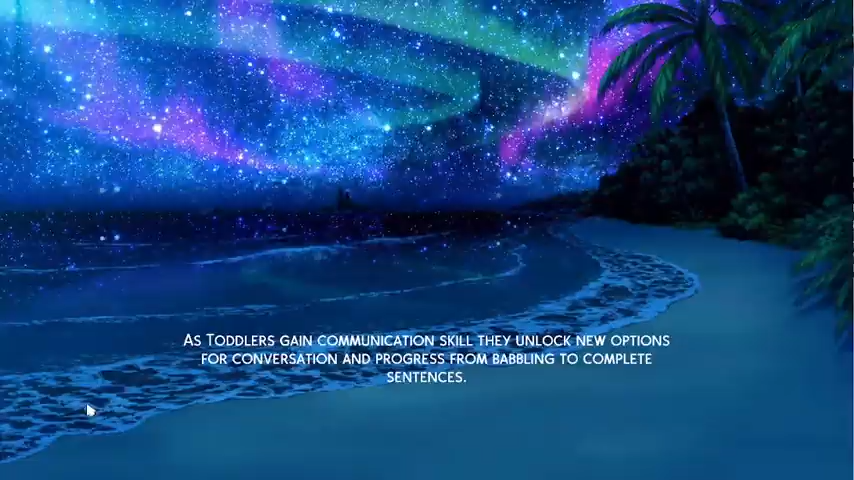 As Toddlers gain communication skill they unlock new options
for conversation and progress from babbling to complete
sentences.